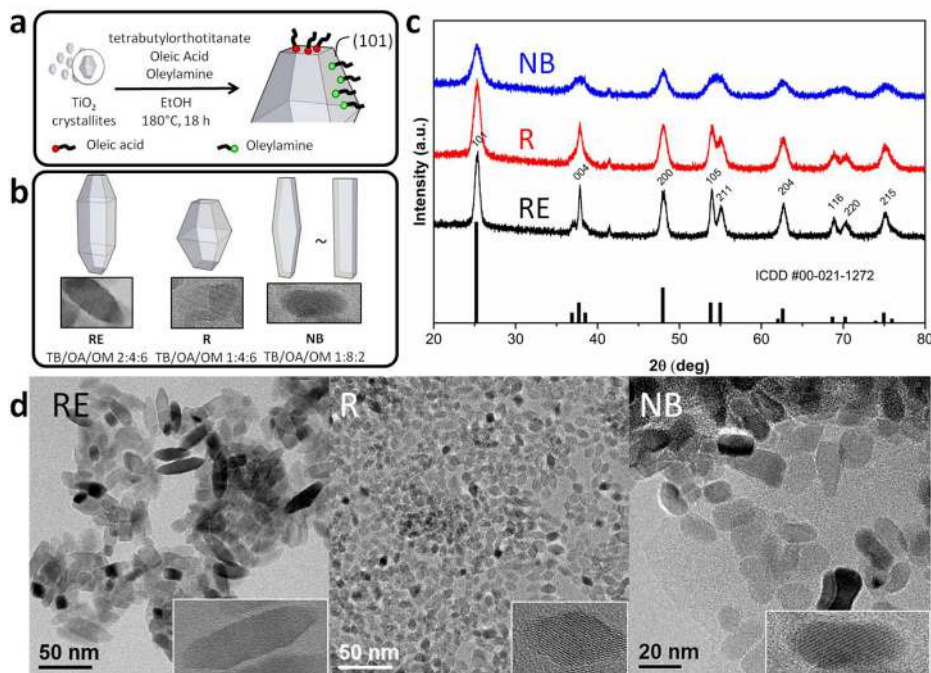 a
tetrabutylorthotitanate
Oleic Acid
Oleylamine
EtOH
180°C, 18 h
TiO2
crystallites
(101)
Oleic acid
Oleylamine
b
~
RE
TB/OA/OM 2:4:6
R
TB/OA/OM 1:4:6
NB
TB/OA/OM 1:8:2
c
Intensity (a.u.)
NB
R
RE
101
004
200
105
211
204
116
220
215
ICDD #00-021-1272
20 30 40 50 60 70 80
2θ (deg)
d
RE
50 nm
R
50 nm
NB
20 nm